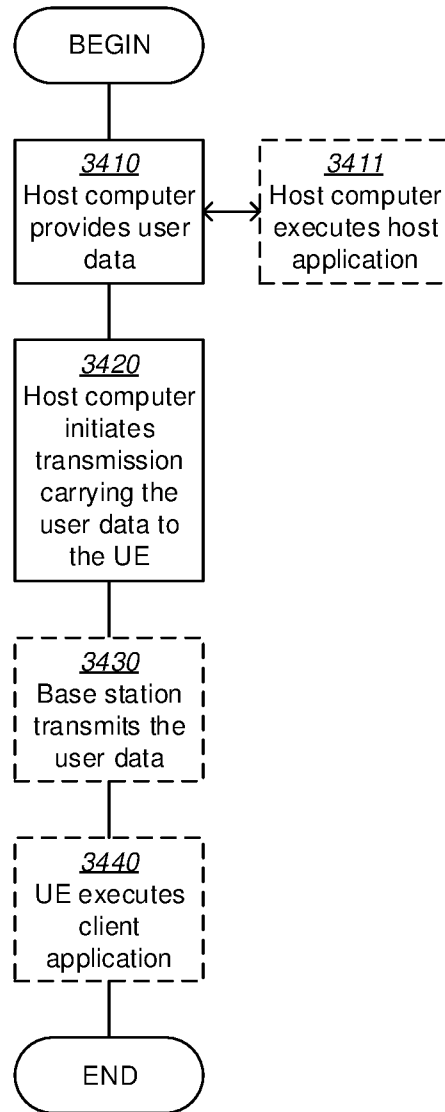 BEGIN
3410
Host computer
provides user
data
3411
Host computer
executes host
application
3420
Host computer
initiates
transmission
carrying the
user data to
the UE
3430
Base station
transmits the
user data
3440
UE executes
client
application
END